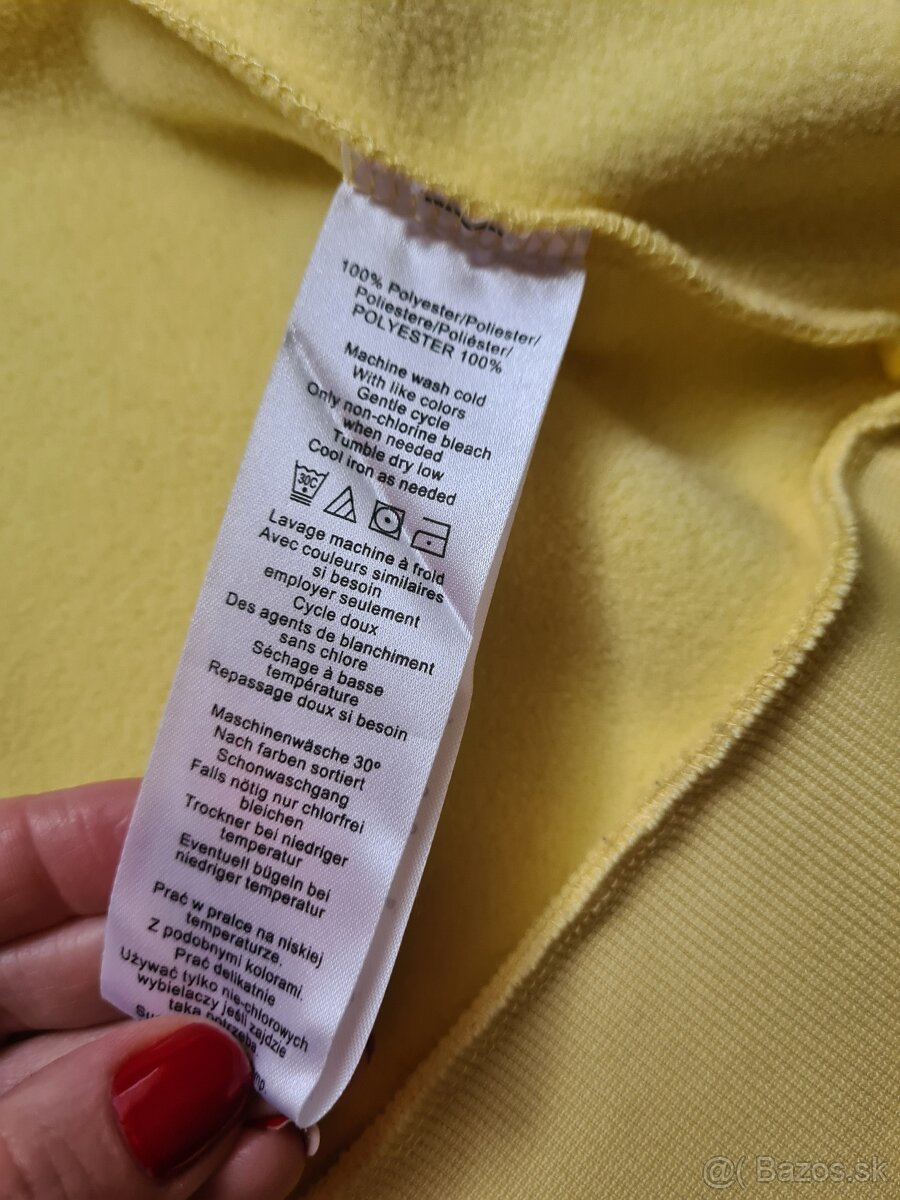 100% Polyester/Poliester/
Poliestere/Poliéster/
POLYESTER 100%
Machine wash cold
With like colors
Gentle cycle
Only non-chlorine bleach
when needed
Tumble dry low
Cool iron as needed
30C
Lavage machine à froid
Avec couleurs similaires
si besoin
employer seulement
Cycle doux
Des agents de blanchiment
sans chlore
Séchage à basse
température
Repassage doux si besoin
Maschinenwäsche 30º
Nach farben sortiert
Schonwaschgang
Falls nötig nur chlorfrei
bleichen
Trockner bei niedriger
temperatur
Eventuell bügeln bei
niedriger temperatur
Prać w pralce na niskiej
temperaturze.
Z podobnymi kolorami.
Prać delikatnie
Używać tylko nie-chlorowych
wybielaczy jeśli zajdzie
taka potrzeba.
@( Bazos.sk